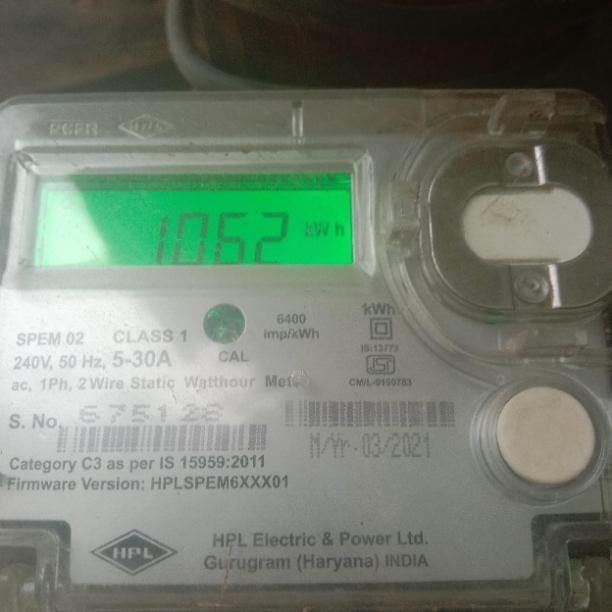 HPL
1062 kWh
6400
imp/kWh
kWh
SPEM 02 CLASS 1
CAL
240V, 50 Hz, 5-30A
ac, 1Ph, 2 Wire Static Watthour Meter
S. No. 675128
M/Yr-03/2021
Category C3 as per IS 15959:2011
Firmware Version: HPLSPEM6XXX01
HPL
HPL Electric & Power Ltd.
Gurugram (Haryana) INDIA